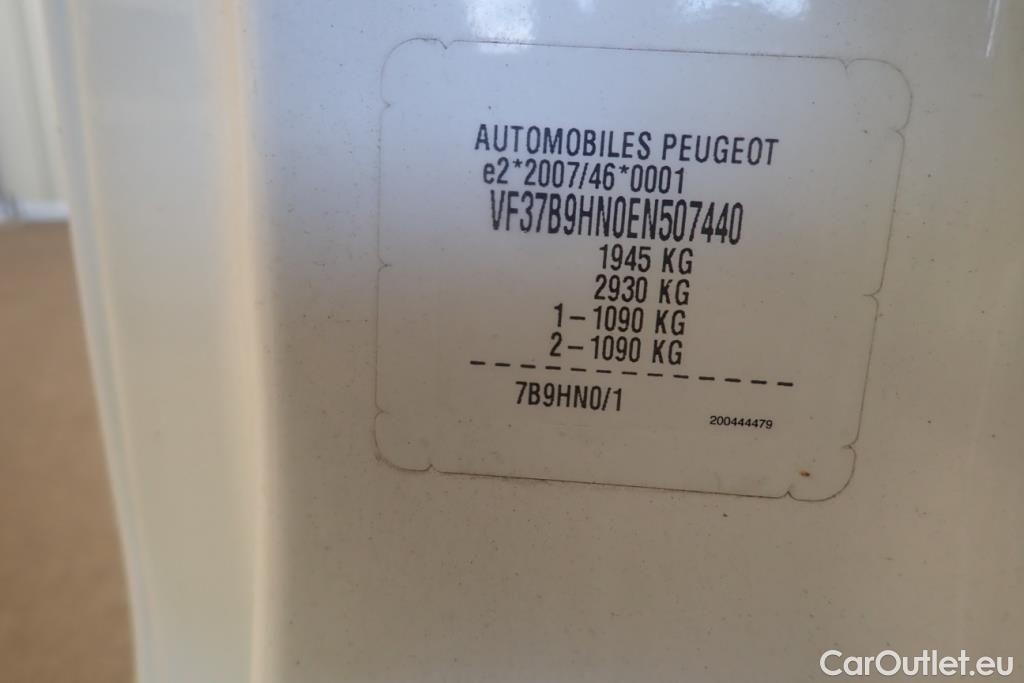 AUTOMOBILES PEUGEOT
e2*2007/46*0001
VF37B9HN0EN507440
1945 KG
2930 KG
1-1090 KG
2-1090 KG
7B9HN0/1
200444479
CarOutlet.eu